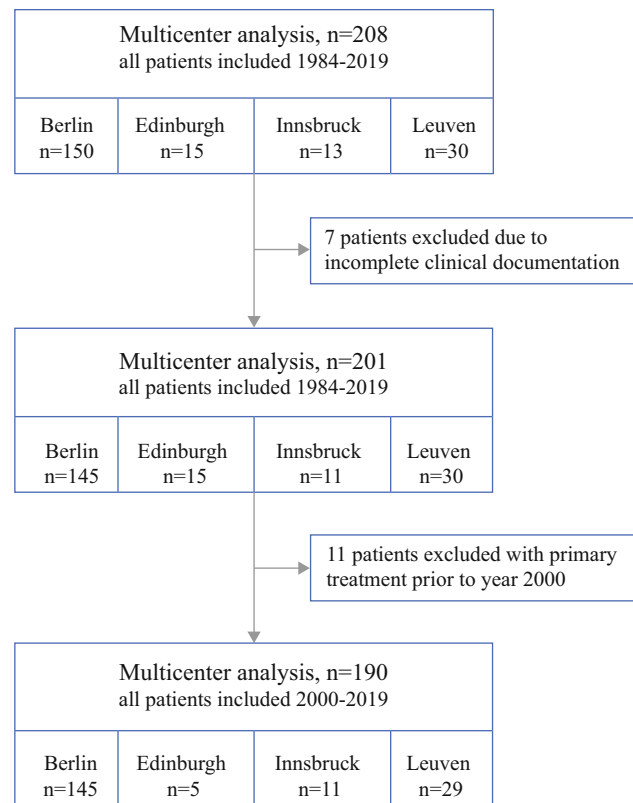 Multicenter analysis, n=208
all patients included 1984-2019
Berlin Edinburgh Innsbruck Leuven
n=150 n=15 n=13 n=30
7 patients excluded due to
incomplete clinical documentation
Multicenter analysis, n=201
all patients included 1984-2019
Berlin Edinburgh Innsbruck Leuven
n=145 n=15 n=11 n=30
11 patients excluded with primary
treatment prior to year 2000
Multicenter analysis, n=190
all patients included 2000-2019
Berlin Edinburgh Innsbruck Leuven
n=145 n=5 n=11 n=29